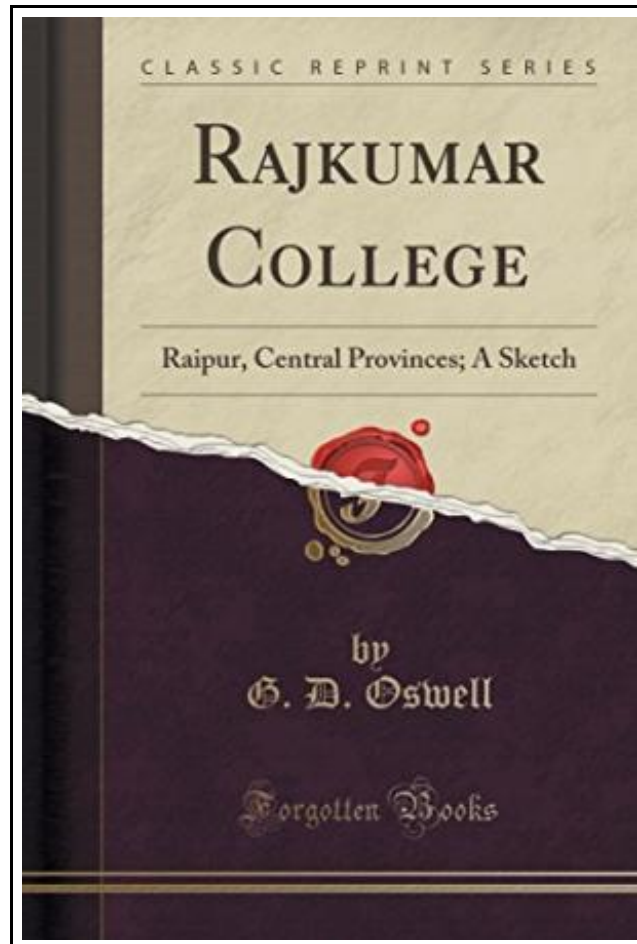 CLASSIC REPRINT SERIES
RAJKUMAR
COLLEGE
Raipur, Central Provinces; A Sketch
by
G. D. Oswell
Forgotten Books